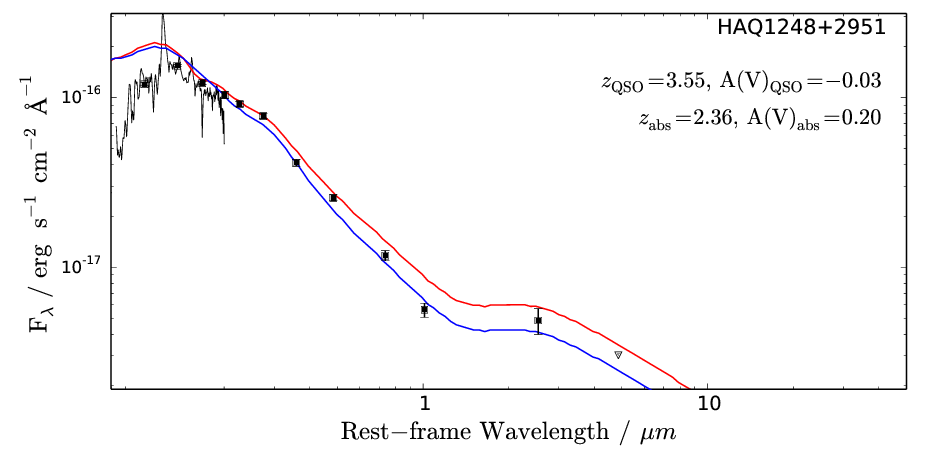 HAQ1248+2951
z_QSO=3.55, A(V)_QSO=−0.03
z_abs=2.36, A(V)_abs=0.20
10^-16
10^-17
F_λ / erg s^−1 cm^−2 Å^−1
1 10
Rest−frame Wavelength / μm